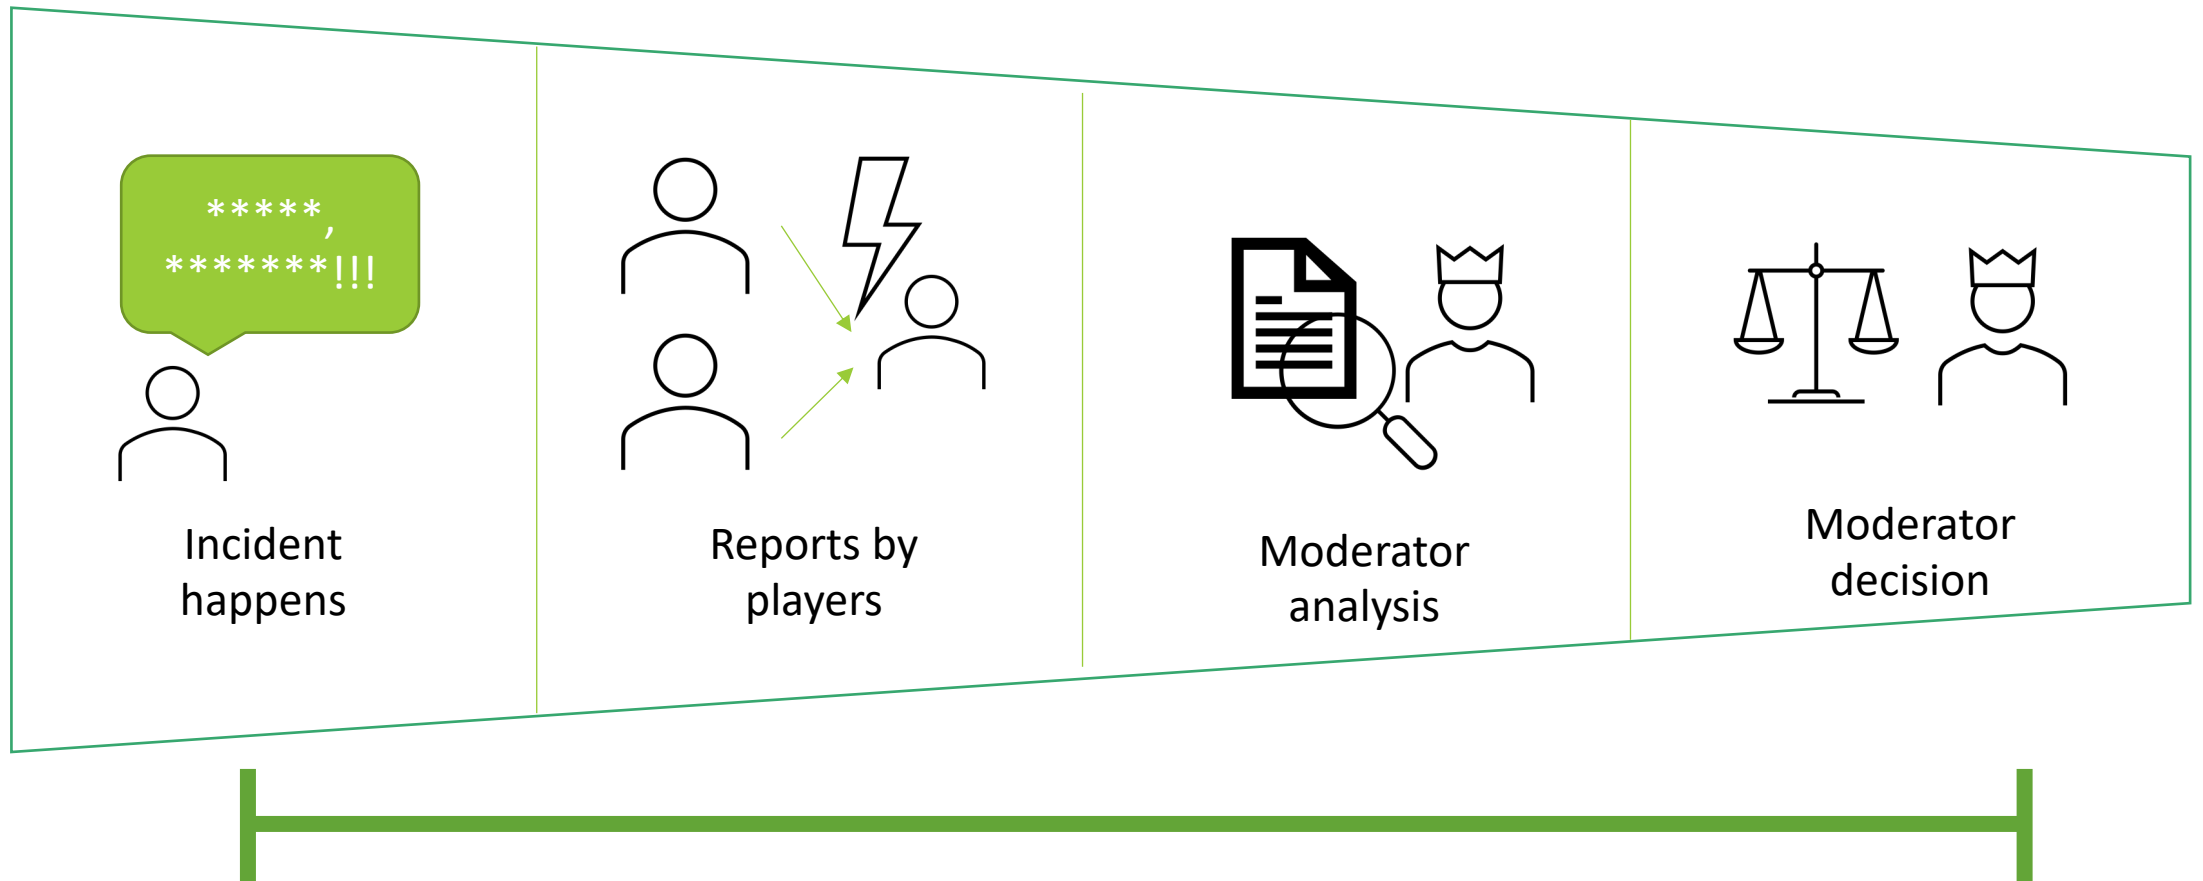 *****,
*******!!!
Incident
happens
Reports by
players
Moderator
analysis
Moderator
decision